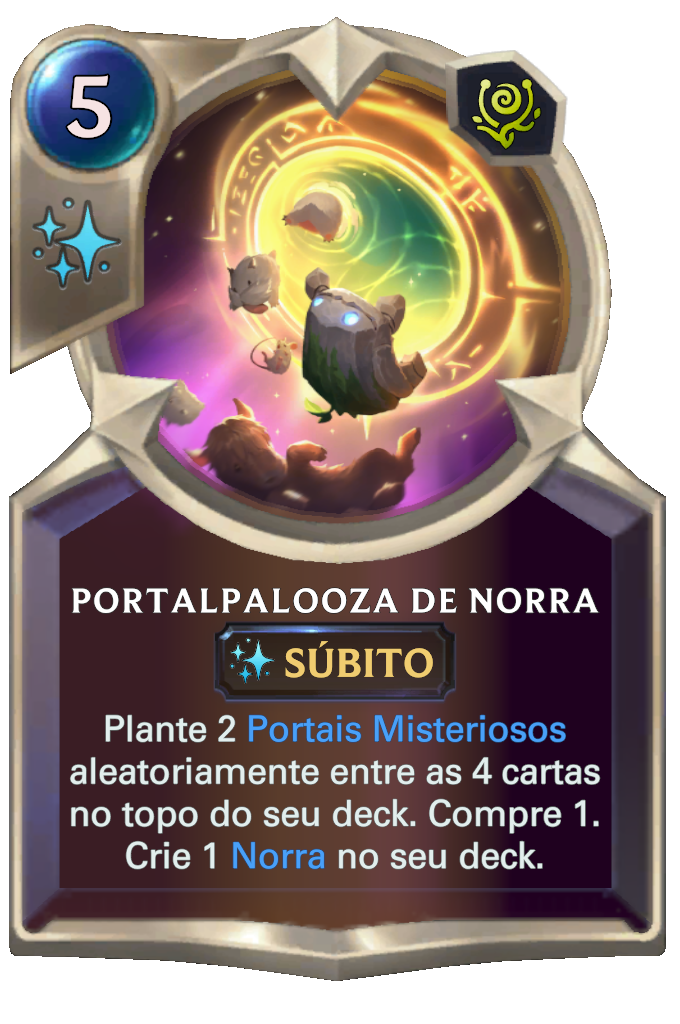 5
PORTALPALOOZA DE NORRA
SÚBITO
Plante 2 Portais Misteriosos
aleatoriamente entre as 4 cartas
no topo do seu deck. Compre 1.
Crie 1 Norra no seu deck.